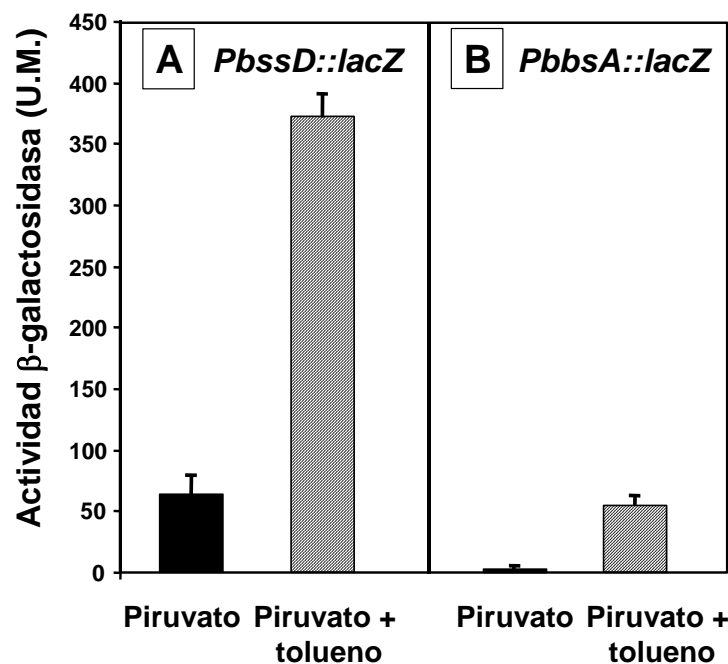 Actividad β-galactosidasa (U.M.)
450
400
350
300
250
200
150
100
50
0
A PbssD::lacZ
B PbbsA::lacZ
Piruvato Piruvato + Piruvato Piruvato +
tolueno tolueno